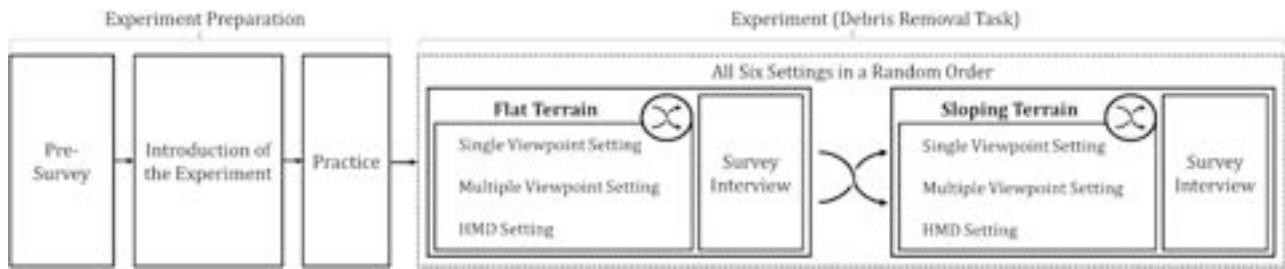 Experiment Preparation
Experiment (Debris Removal Task)
All Six Settings in a Random Order
Pre-
Survey
Introduction of
the Experiment
Practice
Flat Terrain
Single Viewpoint Setting
Multiple Viewpoint Setting
HMD Setting
Survey
Interview
Sloping Terrain
Single Viewpoint Setting
Multiple Viewpoint Setting
HMD Setting
Survey
Interview